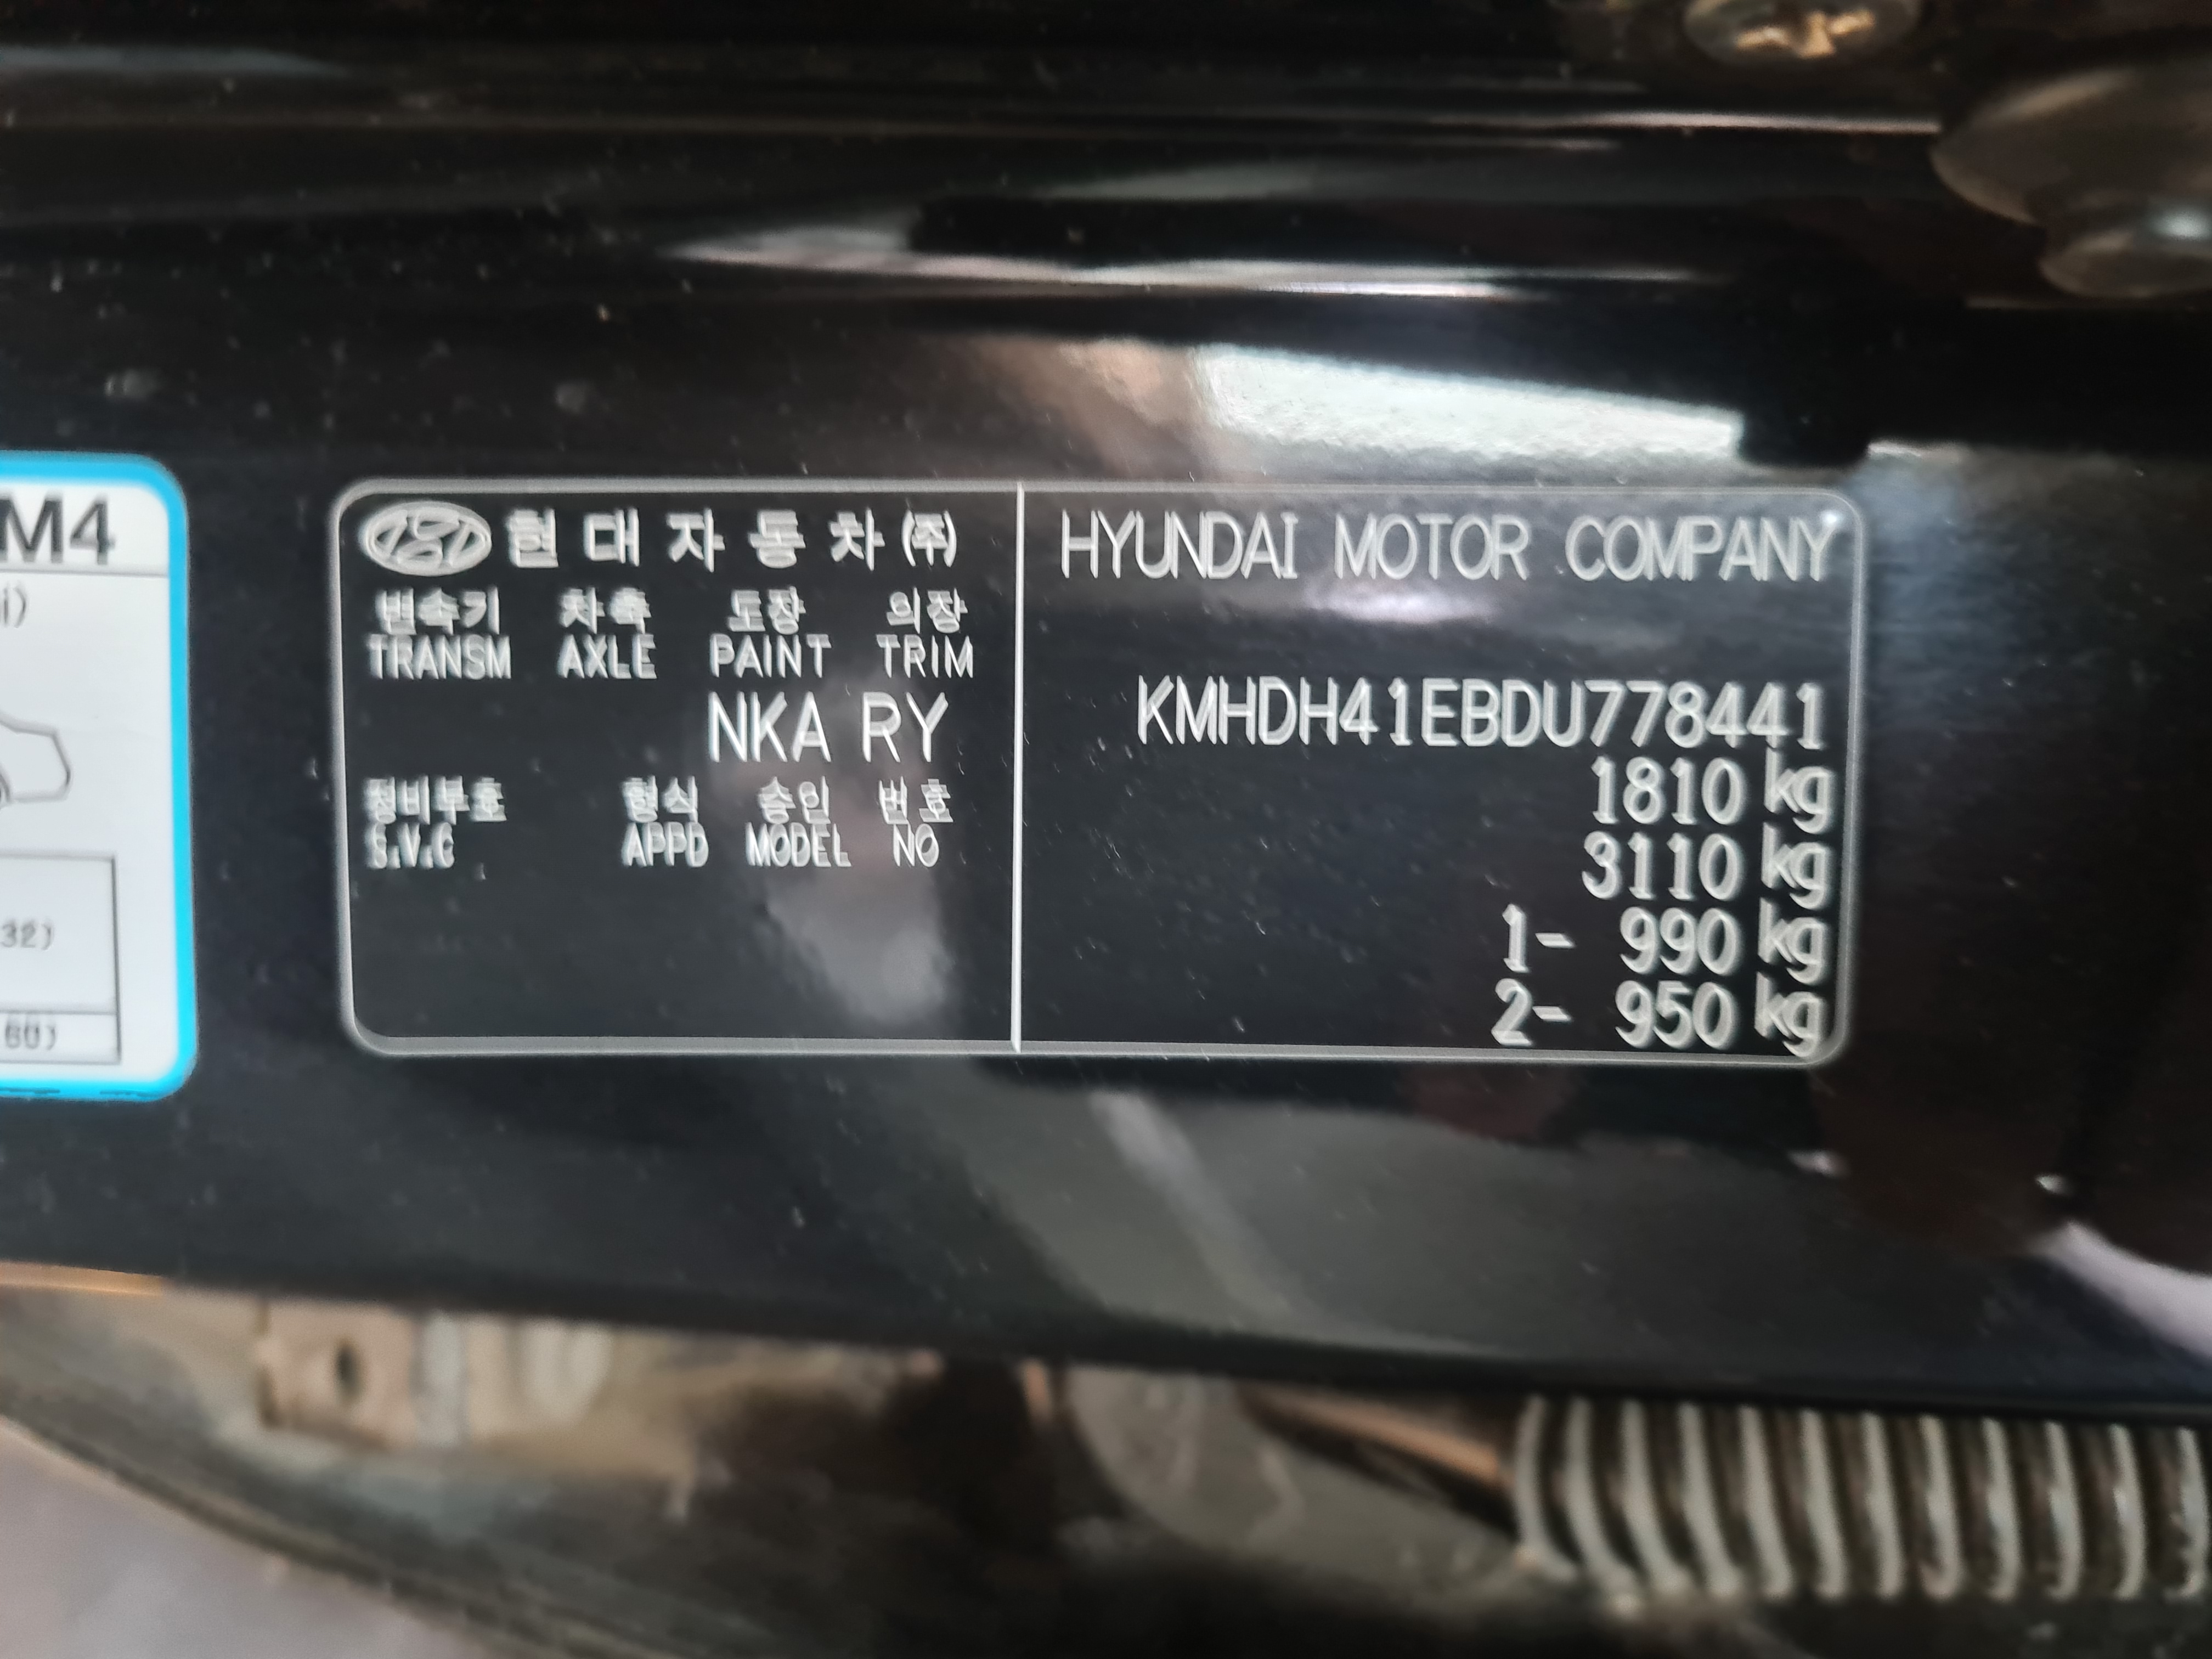 M4
i)
32)
60)
현대자동차(주)
변속기 차축 도장 의장
TRANSM AXLE PAINT TRIM
NKA RY
정비부호 형식 승인 번호
S.V.C APPD MODEL NO
HYUNDAI MOTOR COMPANY
KMHDH41EBDU778441
1810 kg
3110 kg
1- 990 kg
2- 950 kg